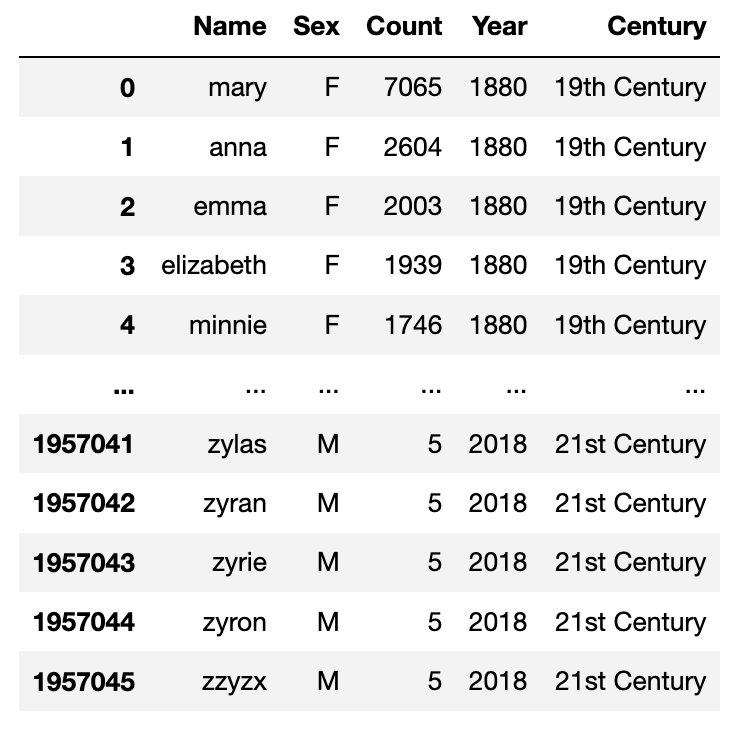 Name Sex Count Year Century
0 mary F 7065 1880 19th Century
1 anna F 2604 1880 19th Century
2 emma F 2003 1880 19th Century
3 elizabeth F 1939 1880 19th Century
4 minnie F 1746 1880 19th Century
... ... ... ... ... ...
1957041 zylas M 5 2018 21st Century
1957042 zyran M 5 2018 21st Century
1957043 zyrie M 5 2018 21st Century
1957044 zyron M 5 2018 21st Century
1957045 zzyzx M 5 2018 21st Century